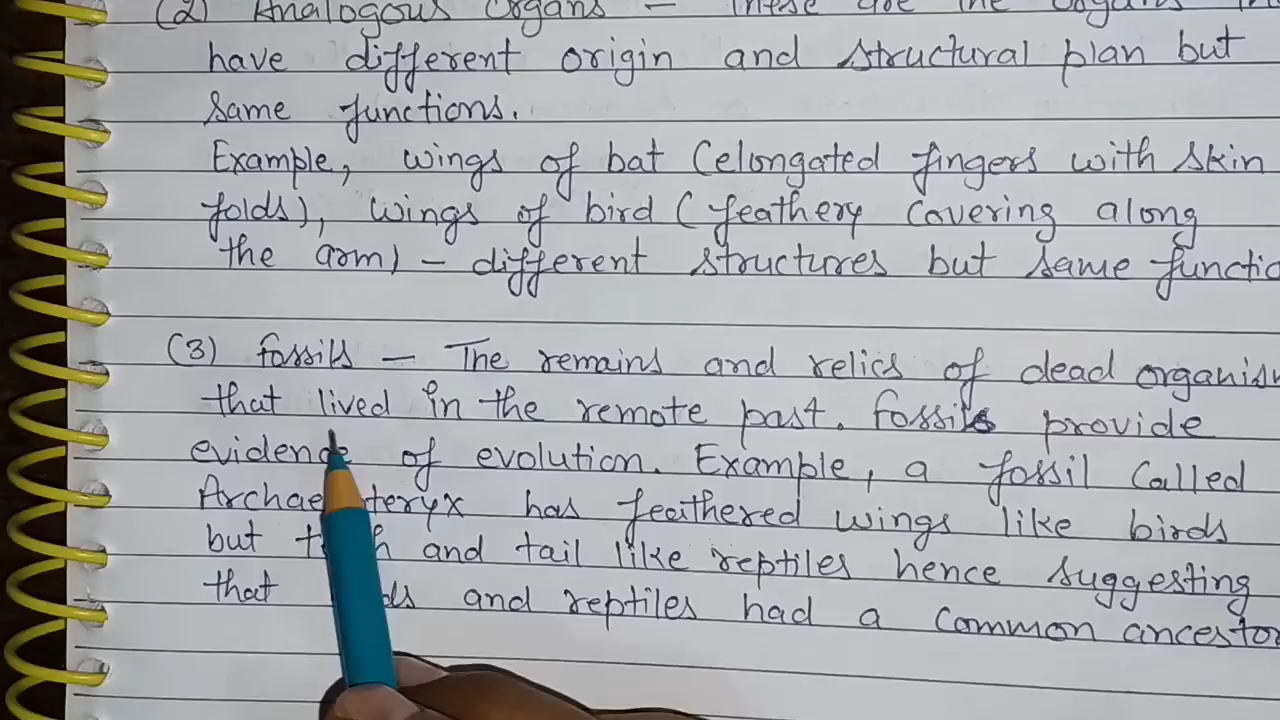 (2) Analogous Organs – These are the organs
have different origin and structural plan but
same functions.
Example, wings of bat (elongated fingers with skin
folds), wings of bird (feathery covering along
the arm) – different structures but same functio
(3) fossils – The remains and relics of dead organis
that lived in the remote past. fossils provide
evidence of evolution. Example, a fossil called
Archae teryx has feathered wings like birds
but t h and tail like reptiles hence suggesting
that ds and reptiles had a common ancestor